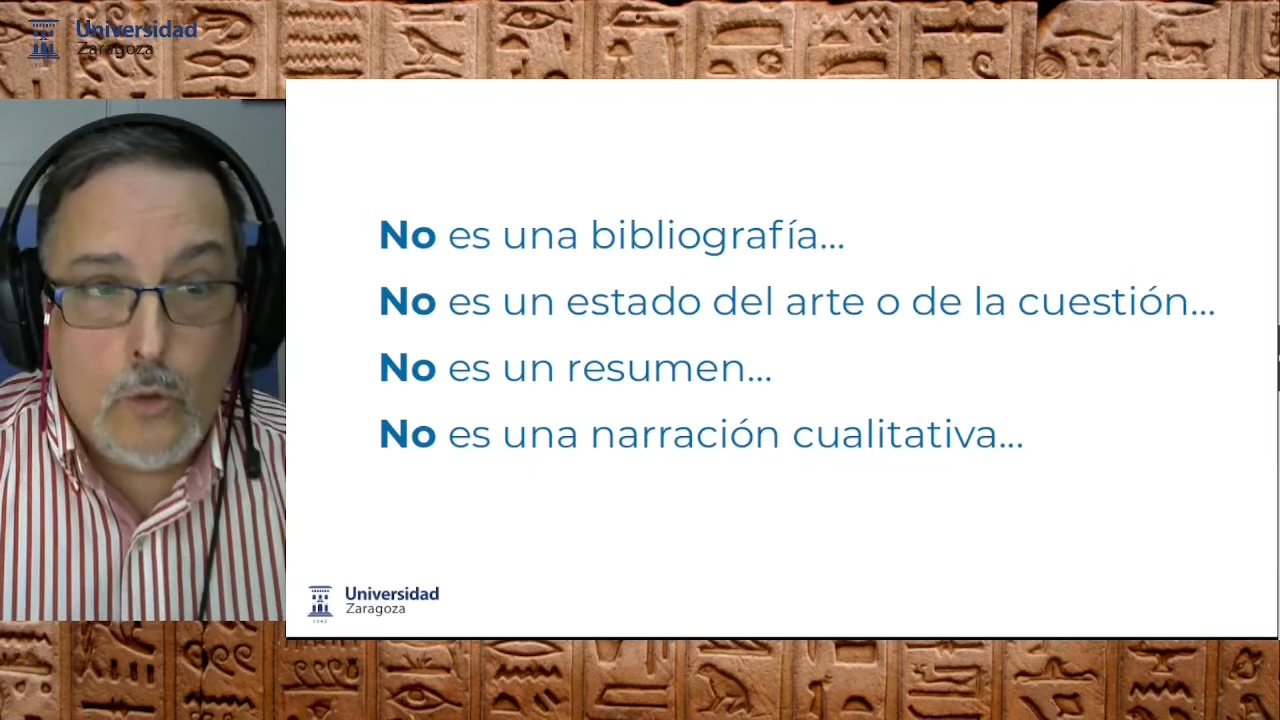 Universidad
Zaragoza
No es una bibliografía...
No es un estado del arte o de la cuestión...
No es un resumen...
No es una narración cualitativa...
Universidad
Zaragoza
1542